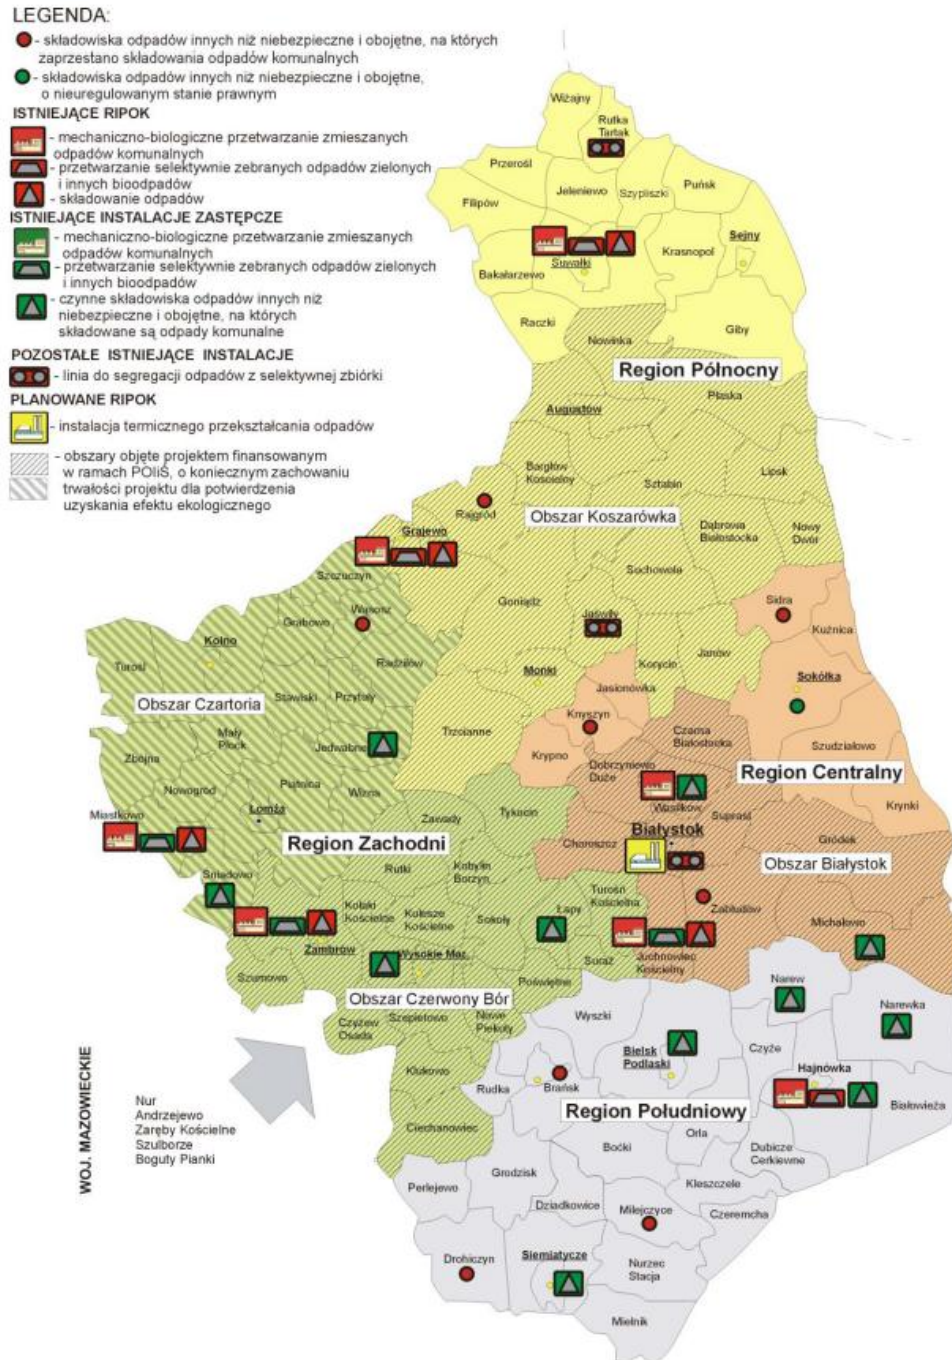 LEGENDA:
- składowiska odpadów innych niż niebezpieczne i obojętne, na których
zaprzestano składowania odpadów komunalnych
- składowiska odpadów innych niż niebezpieczne i obojętne,
o nieuregulowanym stanie prawnym
ISTNIEJĄCE RIPOK
- mechaniczno-biologiczne przetwarzanie zmieszanych
odpadów komunalnych
- przetwarzanie selektywnie zebranych odpadów zielonych
i innych bioodpadów
- składowanie odpadów
ISTNIEJĄCE INSTALACJE ZASTĘPCZE
- mechaniczno-biologiczne przetwarzanie zmieszanych
odpadów komunalnych
- przetwarzanie selektywnie zebranych odpadów zielonych
i innych bioodpadów
- czynne składowiska odpadów innych niż
niebezpieczne i obojętne, na których
składowane są odpady komunalne
POZOSTAŁE ISTNIEJĄCE INSTALACJE
- linia do segregacji odpadów z selektywnej zbiórki
PLANOWANE RIPOK
- instalacja termicznego przekształcania odpadów
- obszary objęte projektem finansowanym
w ramach POIiŚ, o koniecznym zachowaniu
trwałości projektu dla potwierdzenia
uzyskania efektu ekologicznego
Wiżajny
Rutka
Tartak
Przerośl
Jeleniewo
Szypliszki
Puńsk
Filipów
Sejny
Krasnopol
Suwałki
Bakałarzewo
Raczki
Giby
Nowinka
Region Północny
Płaska
Augustów
Bargłów
Kościelny
Sztabin
Lipsk
Rajgród
Obszar Koszarówka
Dąbrowa
Białostocka
Nowy
Dwór
Grajewo
Suchowola
Szczuczyn
Goniądz
Sidra
Wąsosz
Grabowo
Jaświły
Kuźnica
Kolno
Radziłów
Janów
Korycin
Turośl
Mońki
Sokółka
Stawiski
Przytuły
Jasionówka
Obszar Czartoria
Knyszyn
Mały
Płock
Trzcianne
Czarna
Białostocka
Jedwabne
Szudziałowo
Zbójna
Krypno
Dobrzyniewo
Duże
Region Centralny
Piątnica
Nowogród
Wizna
Krynki
Łomża
Wasilków
Miastkowo
Tykocin
Supraśl
Zawady
Białystok
Region Zachodni
Choroszcz
Gródek
Rutki
Kobylin
Borzyn
Obszar Białystok
Śniadowo
Turośń
Kościelna
Kołaki
Kościelne
Kulesze
Kościelne
Sokoły
Łapy
Zabłudów
Michałowo
Zambrów
Wysokie Maz.
Suraż
Juchnowiec
Kościelny
Szumowo
Poświętne
Narew
Obszar Czerwony Bór
Szepietowo
Nowe
Piekuty
Wyszki
Narewka
Czyżew
Osada
Bielsk
Podlaski
Czyże
Klukowo
Hajnówka
Rudka
Brańsk
Region Południowy
Białowieża
Ciechanowiec
Orla
Boćki
Dubicze
Cerkiewne
WOJ. MAZOWIECKIE
Nur
Andrzejewo
Zaręby Kościelne
Szulborze
Boguty Pianki
Grodzisk
Kleszczele
Perlejewo
Dziadkowice
Milejczyce
Czeremcha
Drohiczyn
Siemiatycze
Nurzec
Stacja
Mielnik